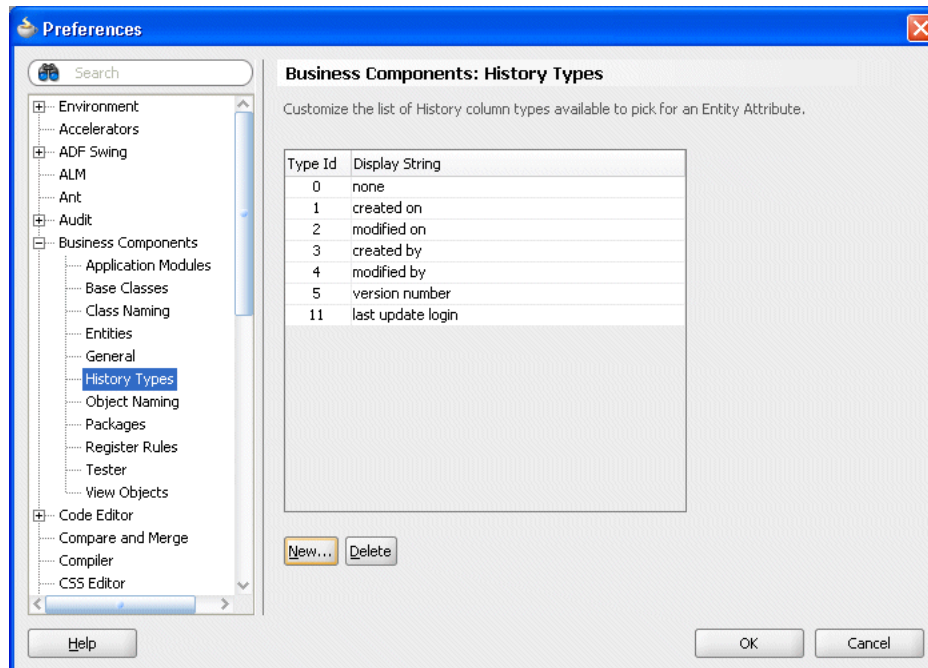 Preferences
Search
Environment
Accelerators
ADF Swing
ALM
Ant
Audit
Business Components
Application Modules
Base Classes
Class Naming
Entities
General
History Types
Object Naming
Packages
Register Rules
Tester
View Objects
Code Editor
Compare and Merge
Compiler
CSS Editor
Business Components: History Types
Customize the list of History column types available to pick for an Entity Attribute.
Type Id Display String
0 none
1 created on
2 modified on
3 created by
4 modified by
5 version number
11 last update login
New... Delete
Help OK Cancel